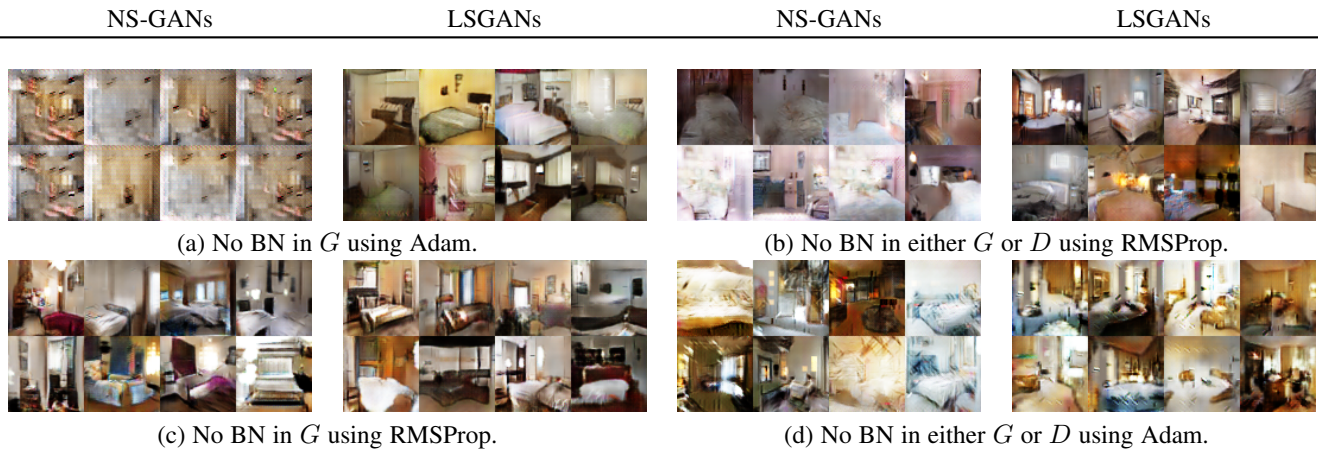 NS-GANs LSGANs NS-GANs LSGANs
(a) No BN in G using Adam.
(b) No BN in either G or D using RMSProp.
(c) No BN in G using RMSProp.
(d) No BN in either G or D using Adam.